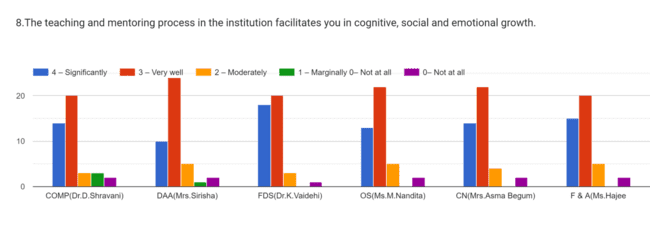 8.The teaching and mentoring process in the institution facilitates you in cognitive, social and emotional growth.
4 – Significantly 3 – Very well 2 – Moderately 1 – Marginally 0– Not at all 0– Not at all
20
10
0
COMP(Dr.D.Shravani) DAA(Mrs.Sirisha) FDS(Dr.K.Vaidehi) OS(Ms.M.Nandita) CN(Mrs.Asma Begum) F & A(Ms.Hajee